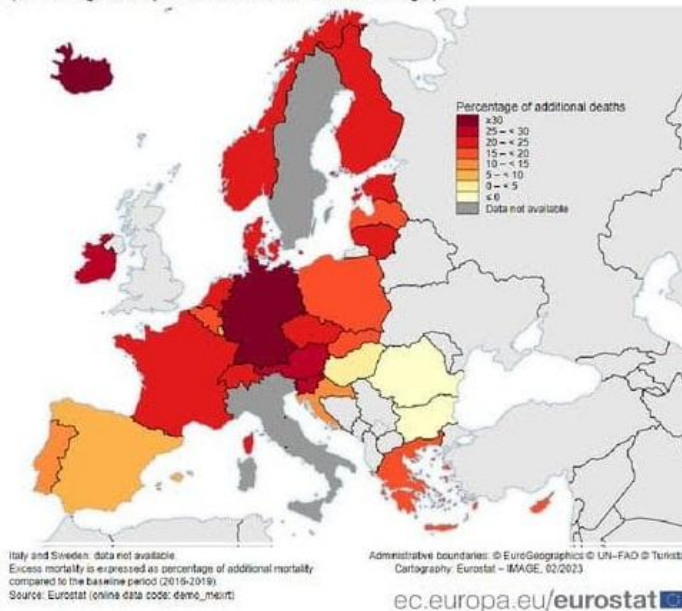 Percentage of additional deaths
≥30
25 – < 30
20 – < 25
15 – < 20
10 – < 15
5 – < 10
0 – < 5
≤ 0
Data not available
Italy and Sweden: data not available.
Excess mortality is expressed as percentage of additional mortality
compared to the baseline period (2016-2019).
Source: Eurostat (online data code: demo_mexrt)
Administrative boundaries: © EuroGeographics © UN–FAO © Turksta
Cartography: Eurostat – IMAGE, 02/2023
ec.europa.eu/eurostat